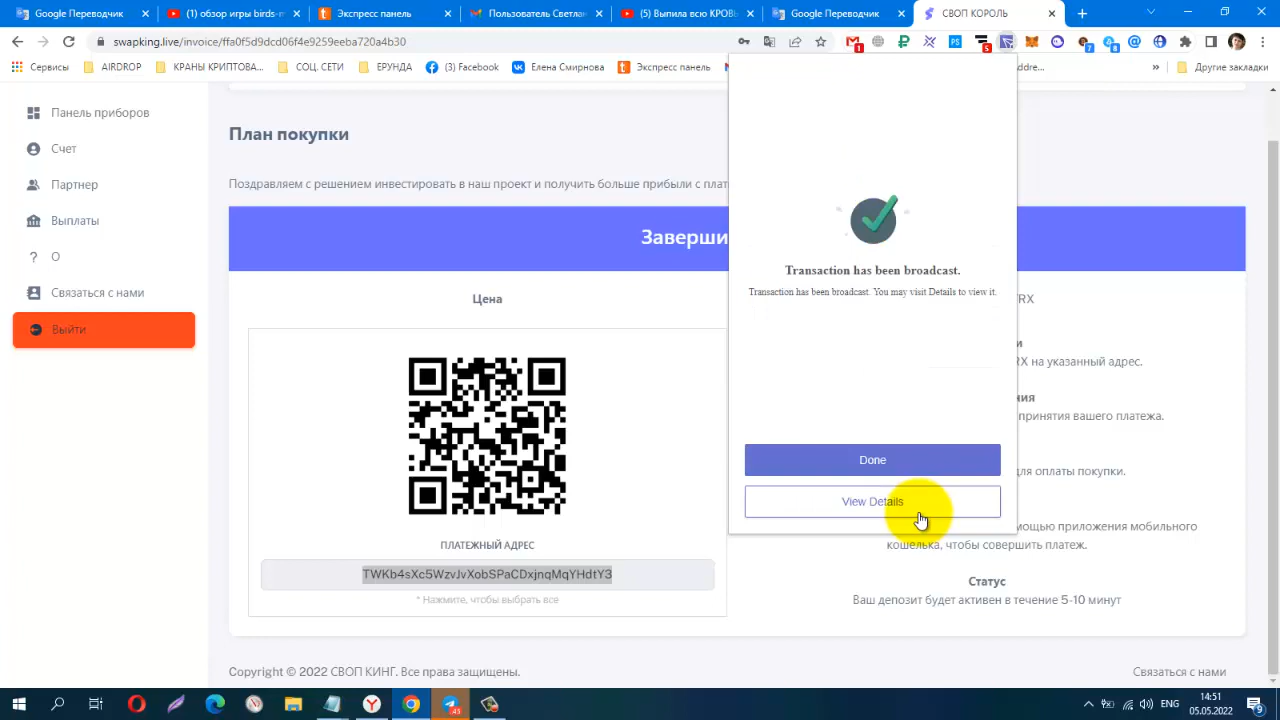 Google Переводчик
(1) обзор игры birds-m
Экспресс панель
Пользователь Светлан
(5) Выпила всю КРОВЬ
Google Переводчик
СВОП КОРОЛЬ
swapking.live/invoice/ffa0f5d9dcd06f4e9259eeba720a4b30
Сервисы
AIRDROP
КРАНЫ КРИПТОВА...
СОЦ СЕТИ
ЕРУНДА
(3) Facebook
Елена Смирнова
Экспресс панель
Addre...
»
Другие закладки
Панель приборов
Счет
Партнер
Выплаты
О
Связаться с нами
Выйти
План покупки
Поздравляем с решением инвестировать в наш проект и получить больше прибыли с плат
Заверши
Цена
RX
ПЛАТЕЖНЫЙ АДРЕС
TWKb4sXc5WzvJvXobSPaCDxjnqMqYHdtY3
* Нажмите, чтобы выбрать все
Transaction has been broadcast.
Transaction has been broadcast. You may visit Details to view it.
Done
View Details
и
RX на указанный адрес.
ния
принятия вашего платежа.
для оплаты покупки.
мощью приложения мобильного
кошелька, чтобы совершить платеж.
Статус
Ваш депозит будет активен в течение 5-10 минут
Copyright © 2022 СВОП КИНГ. Все права защищены.
Связаться с нами
ENG
14:51
05.05.2022